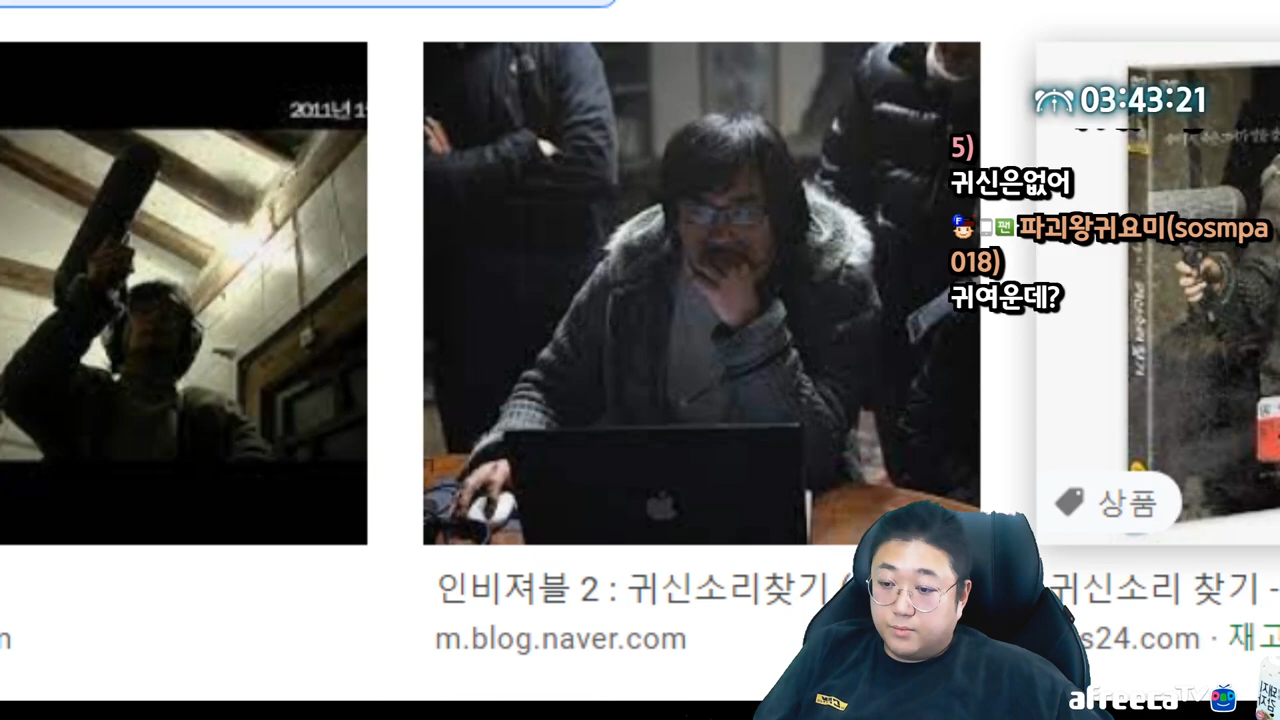 2011년 1
03:43:21
5)
귀신은없어
팬 파괴왕귀요미(sosmpa
018)
귀여운데?
상품
인비져블 2 : 귀신소리찾기 (
귀신소리 찾기 -
m.blog.naver.com
s24.com · 재고
afreecaTV